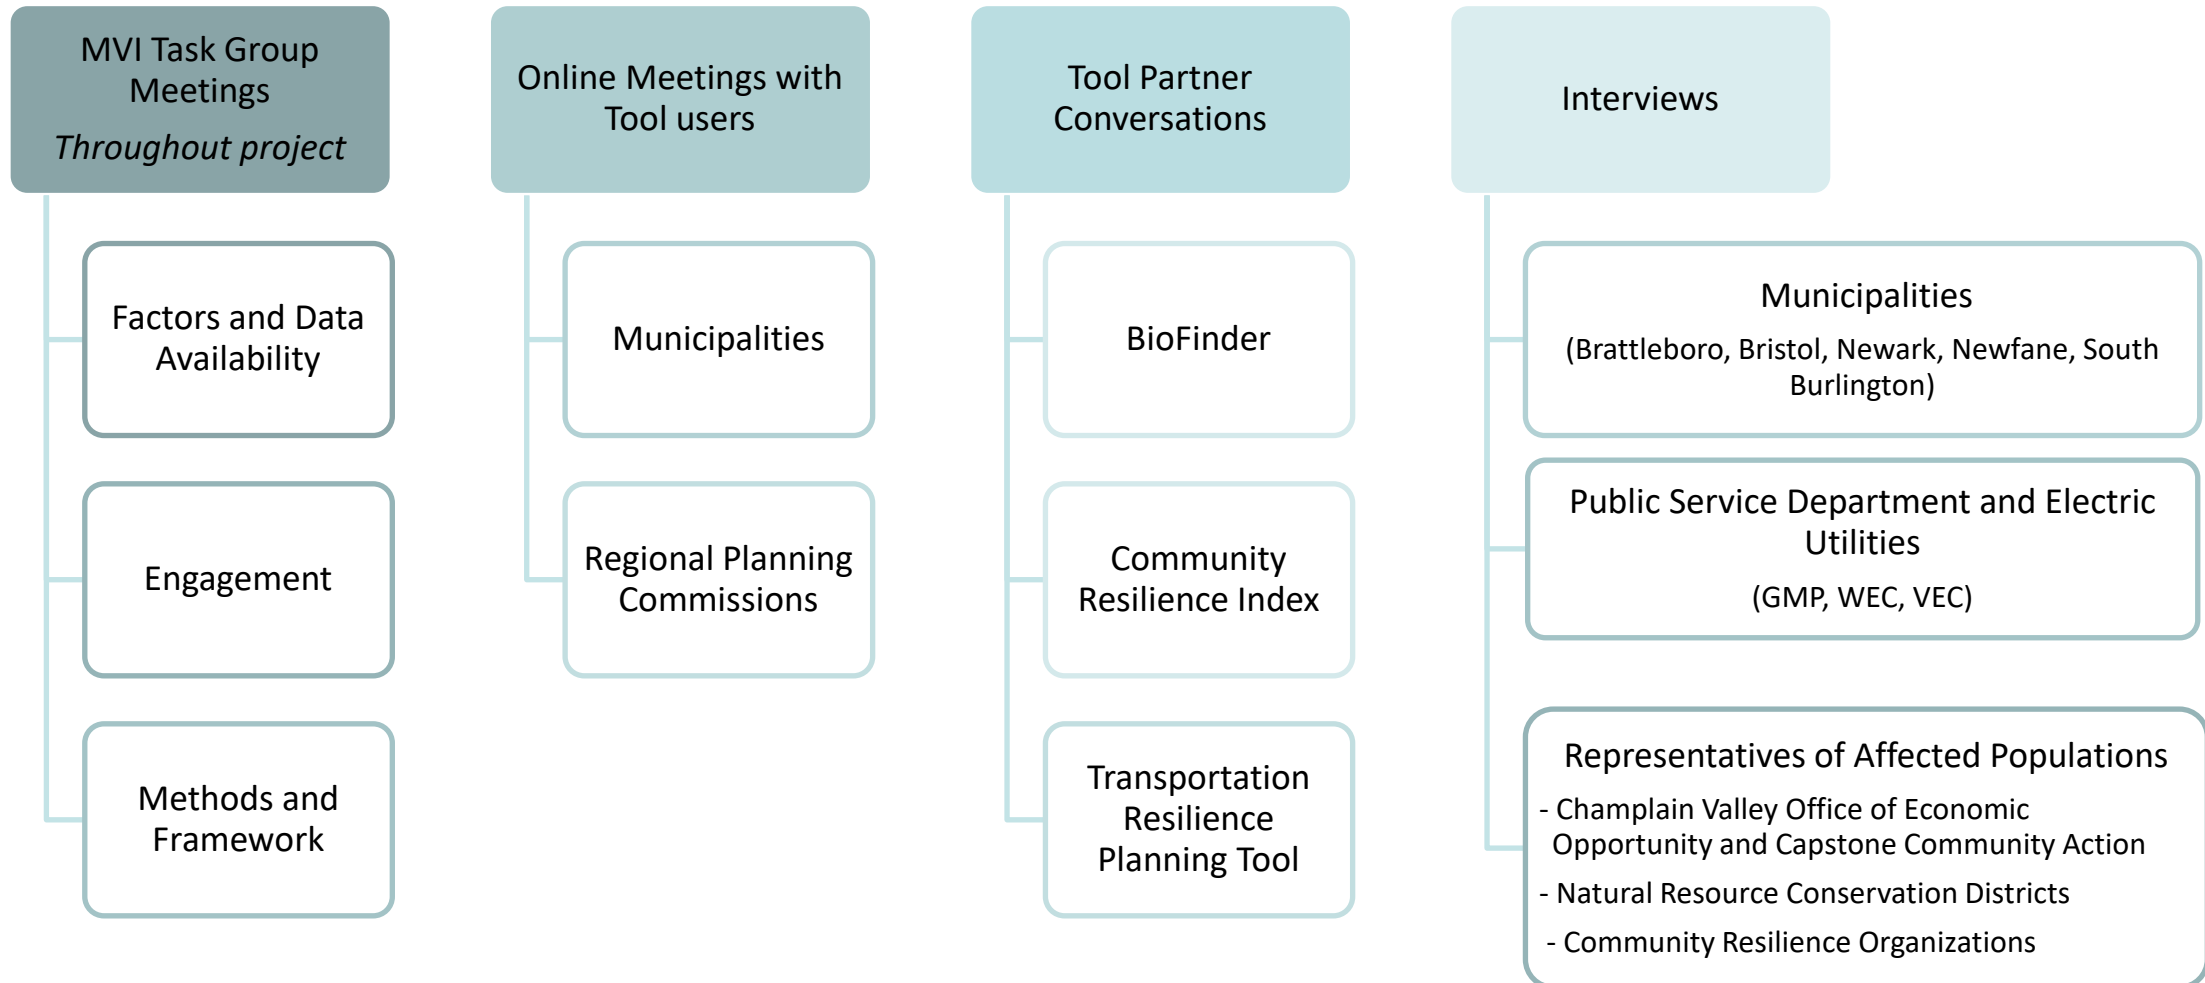 MVI Task Group
Meetings
Throughout project
Factors and Data
Availability
Engagement
Methods and
Framework
Online Meetings with
Tool users
Municipalities
Regional Planning
Commissions
Tool Partner
Conversations
BioFinder
Community
Resilience Index
Transportation
Resilience
Planning Tool
Interviews
Municipalities
(Brattleboro, Bristol, Newark, Newfane, South
Burlington)
Public Service Department and Electric
Utilities
(GMP, WEC, VEC)
Representatives of Affected Populations
- Champlain Valley Office of Economic
Opportunity and Capstone Community Action
- Natural Resource Conservation Districts
- Community Resilience Organizations